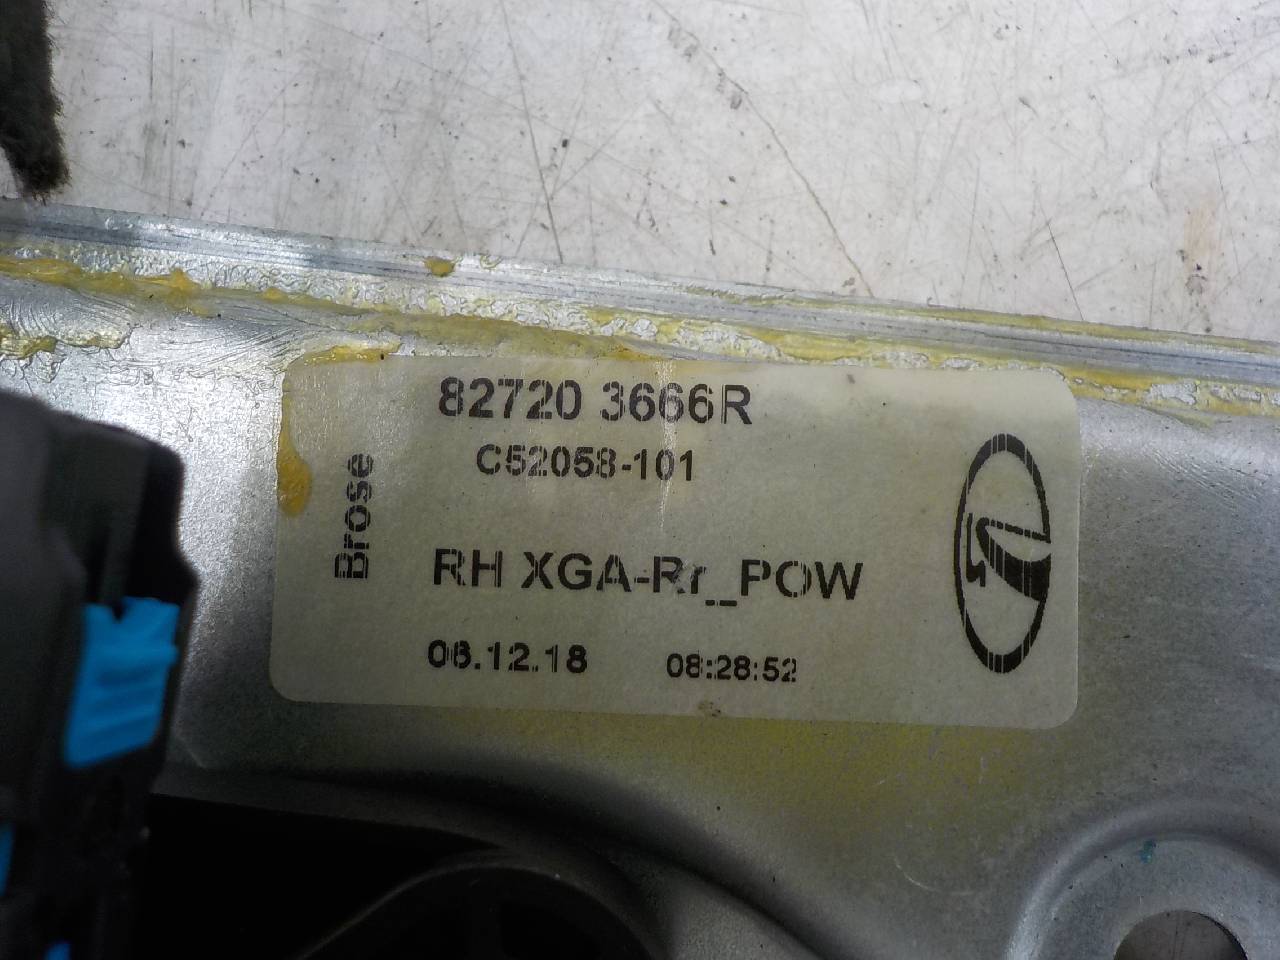 82720 3666R
C52058-101
Brose
RH XGA-Rr_POW
06.12.18 08:28:52